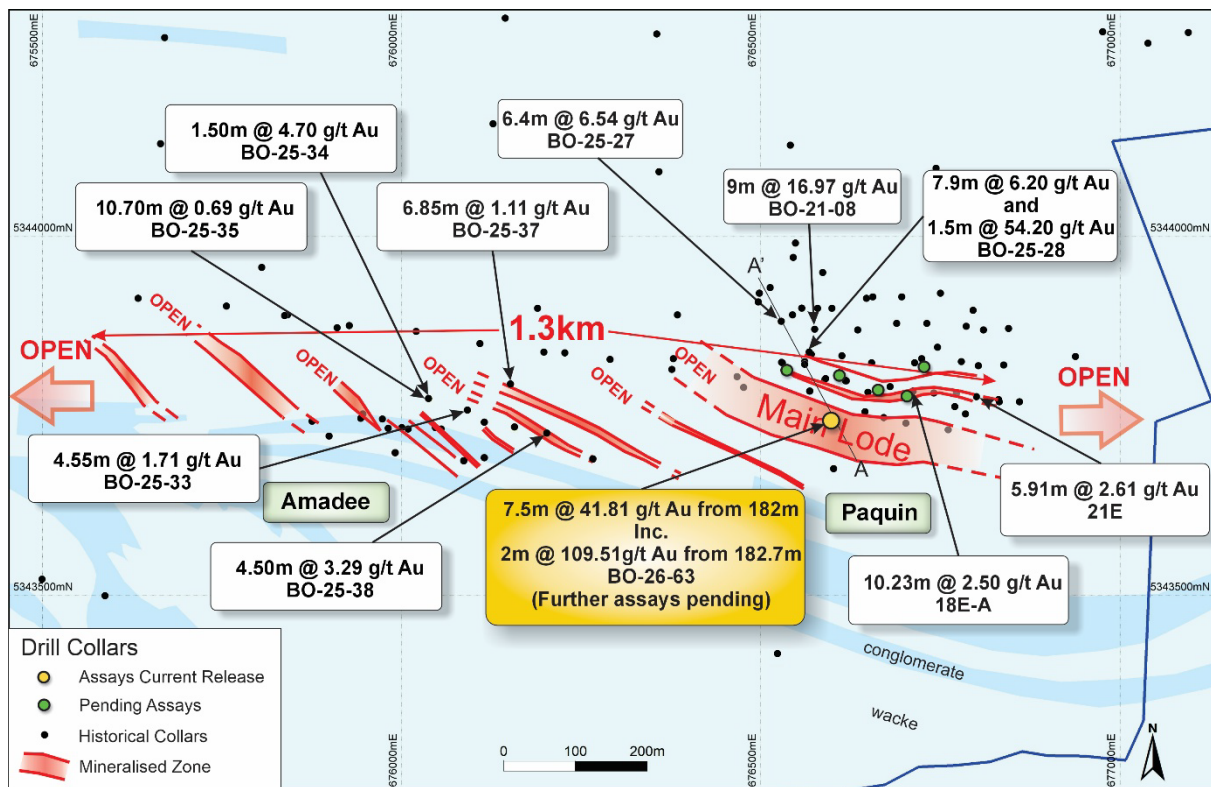 675500mE
676000mE
676500mE
677000mE
1.50m @ 4.70 g/t Au
BO-25-34
6.4m @ 6.54 g/t Au
BO-25-27
10.70m @ 0.69 g/t Au
BO-25-35
6.85m @ 1.11 g/t Au
BO-25-37
9m @ 16.97 g/t Au
BO-21-08
7.9m @ 6.20 g/t Au
and
1.5m @ 54.20 g/t Au
BO-25-28
5344000mN
5344000mN
A'
OPEN
OPEN
OPEN
OPEN
OPEN
OPEN
1.3km
OPEN
OPEN
Main Lode
A
4.55m @ 1.71 g/t Au
BO-25-33
Amadee
4.50m @ 3.29 g/t Au
BO-25-38
7.5m @ 41.81 g/t Au from 182m
Inc.
2m @ 109.51g/t Au from 182.7m
BO-26-63
(Further assays pending)
Paquin
5.91m @ 2.61 g/t Au
21E
10.23m @ 2.50 g/t Au
18E-A
5343500mN
5343500mN
conglomerate
wacke
Drill Collars
Assays Current Release
Pending Assays
Historical Collars
Mineralised Zone
0 100 200m
N
675500mE
676000mE
676500mE
677000mE